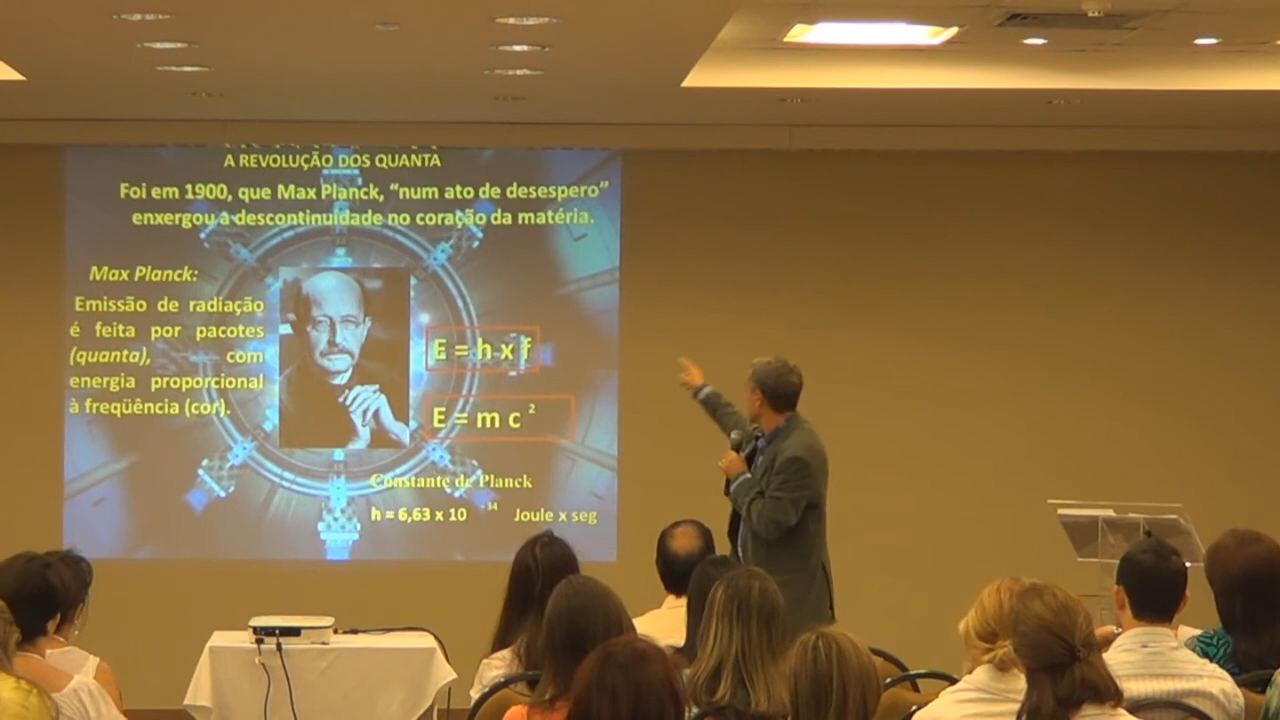 A REVOLUÇÃO DOS QUANTA
Foi em 1900, que Max Planck, “num ato de desespero”
enxergou a descontinuidade no coração da matéria.
Max Planck:
Emissão de radiação
é feita por pacotes
(quanta), com
energia proporcional
à freqüência (cor).
E = h x f
E = m c ²
Constante de Planck
h = 6,63 x 10 -34 Joule x seg